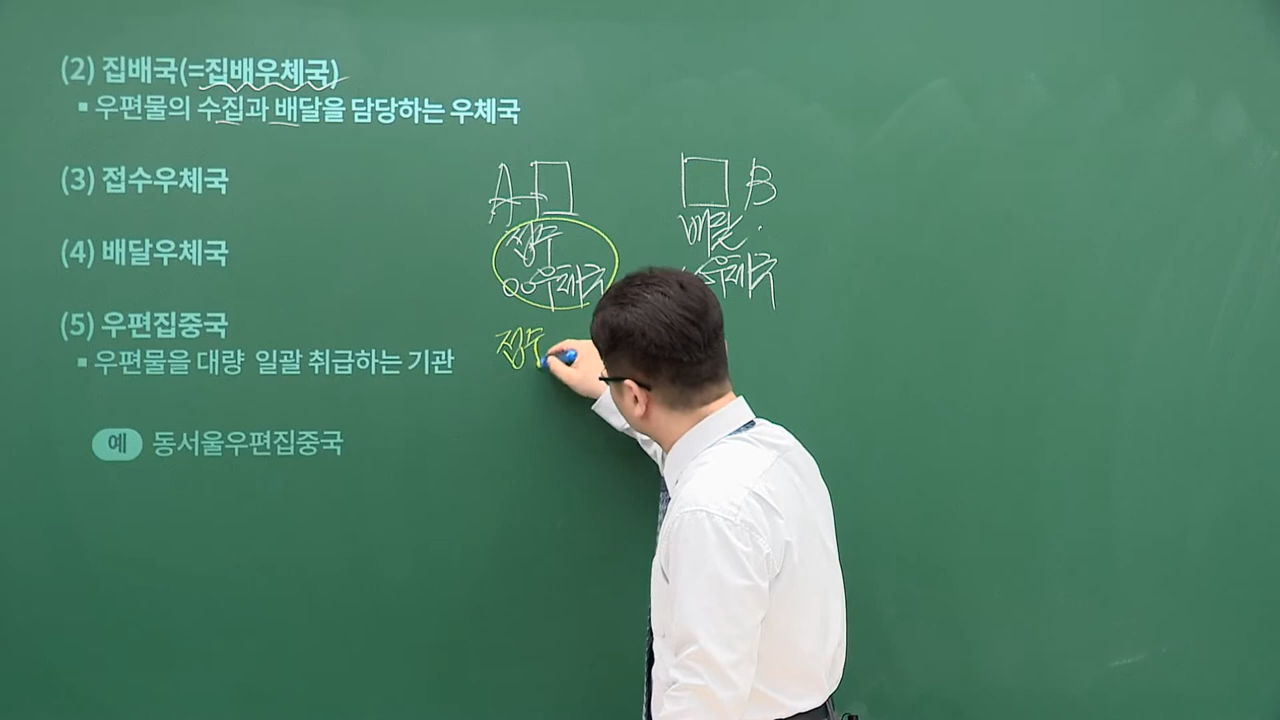 (2) 집배국(=집배우체국)
▪ 우편물의 수집과 배달을 담당하는 우체국
(3) 접수우체국
(4) 배달우체국
(5) 우편집중국
▪ 우편물을 대량 일괄 취급하는 기관
예 동서울우편집중국
A B
접수 배달
○○우체국 우체국
접수